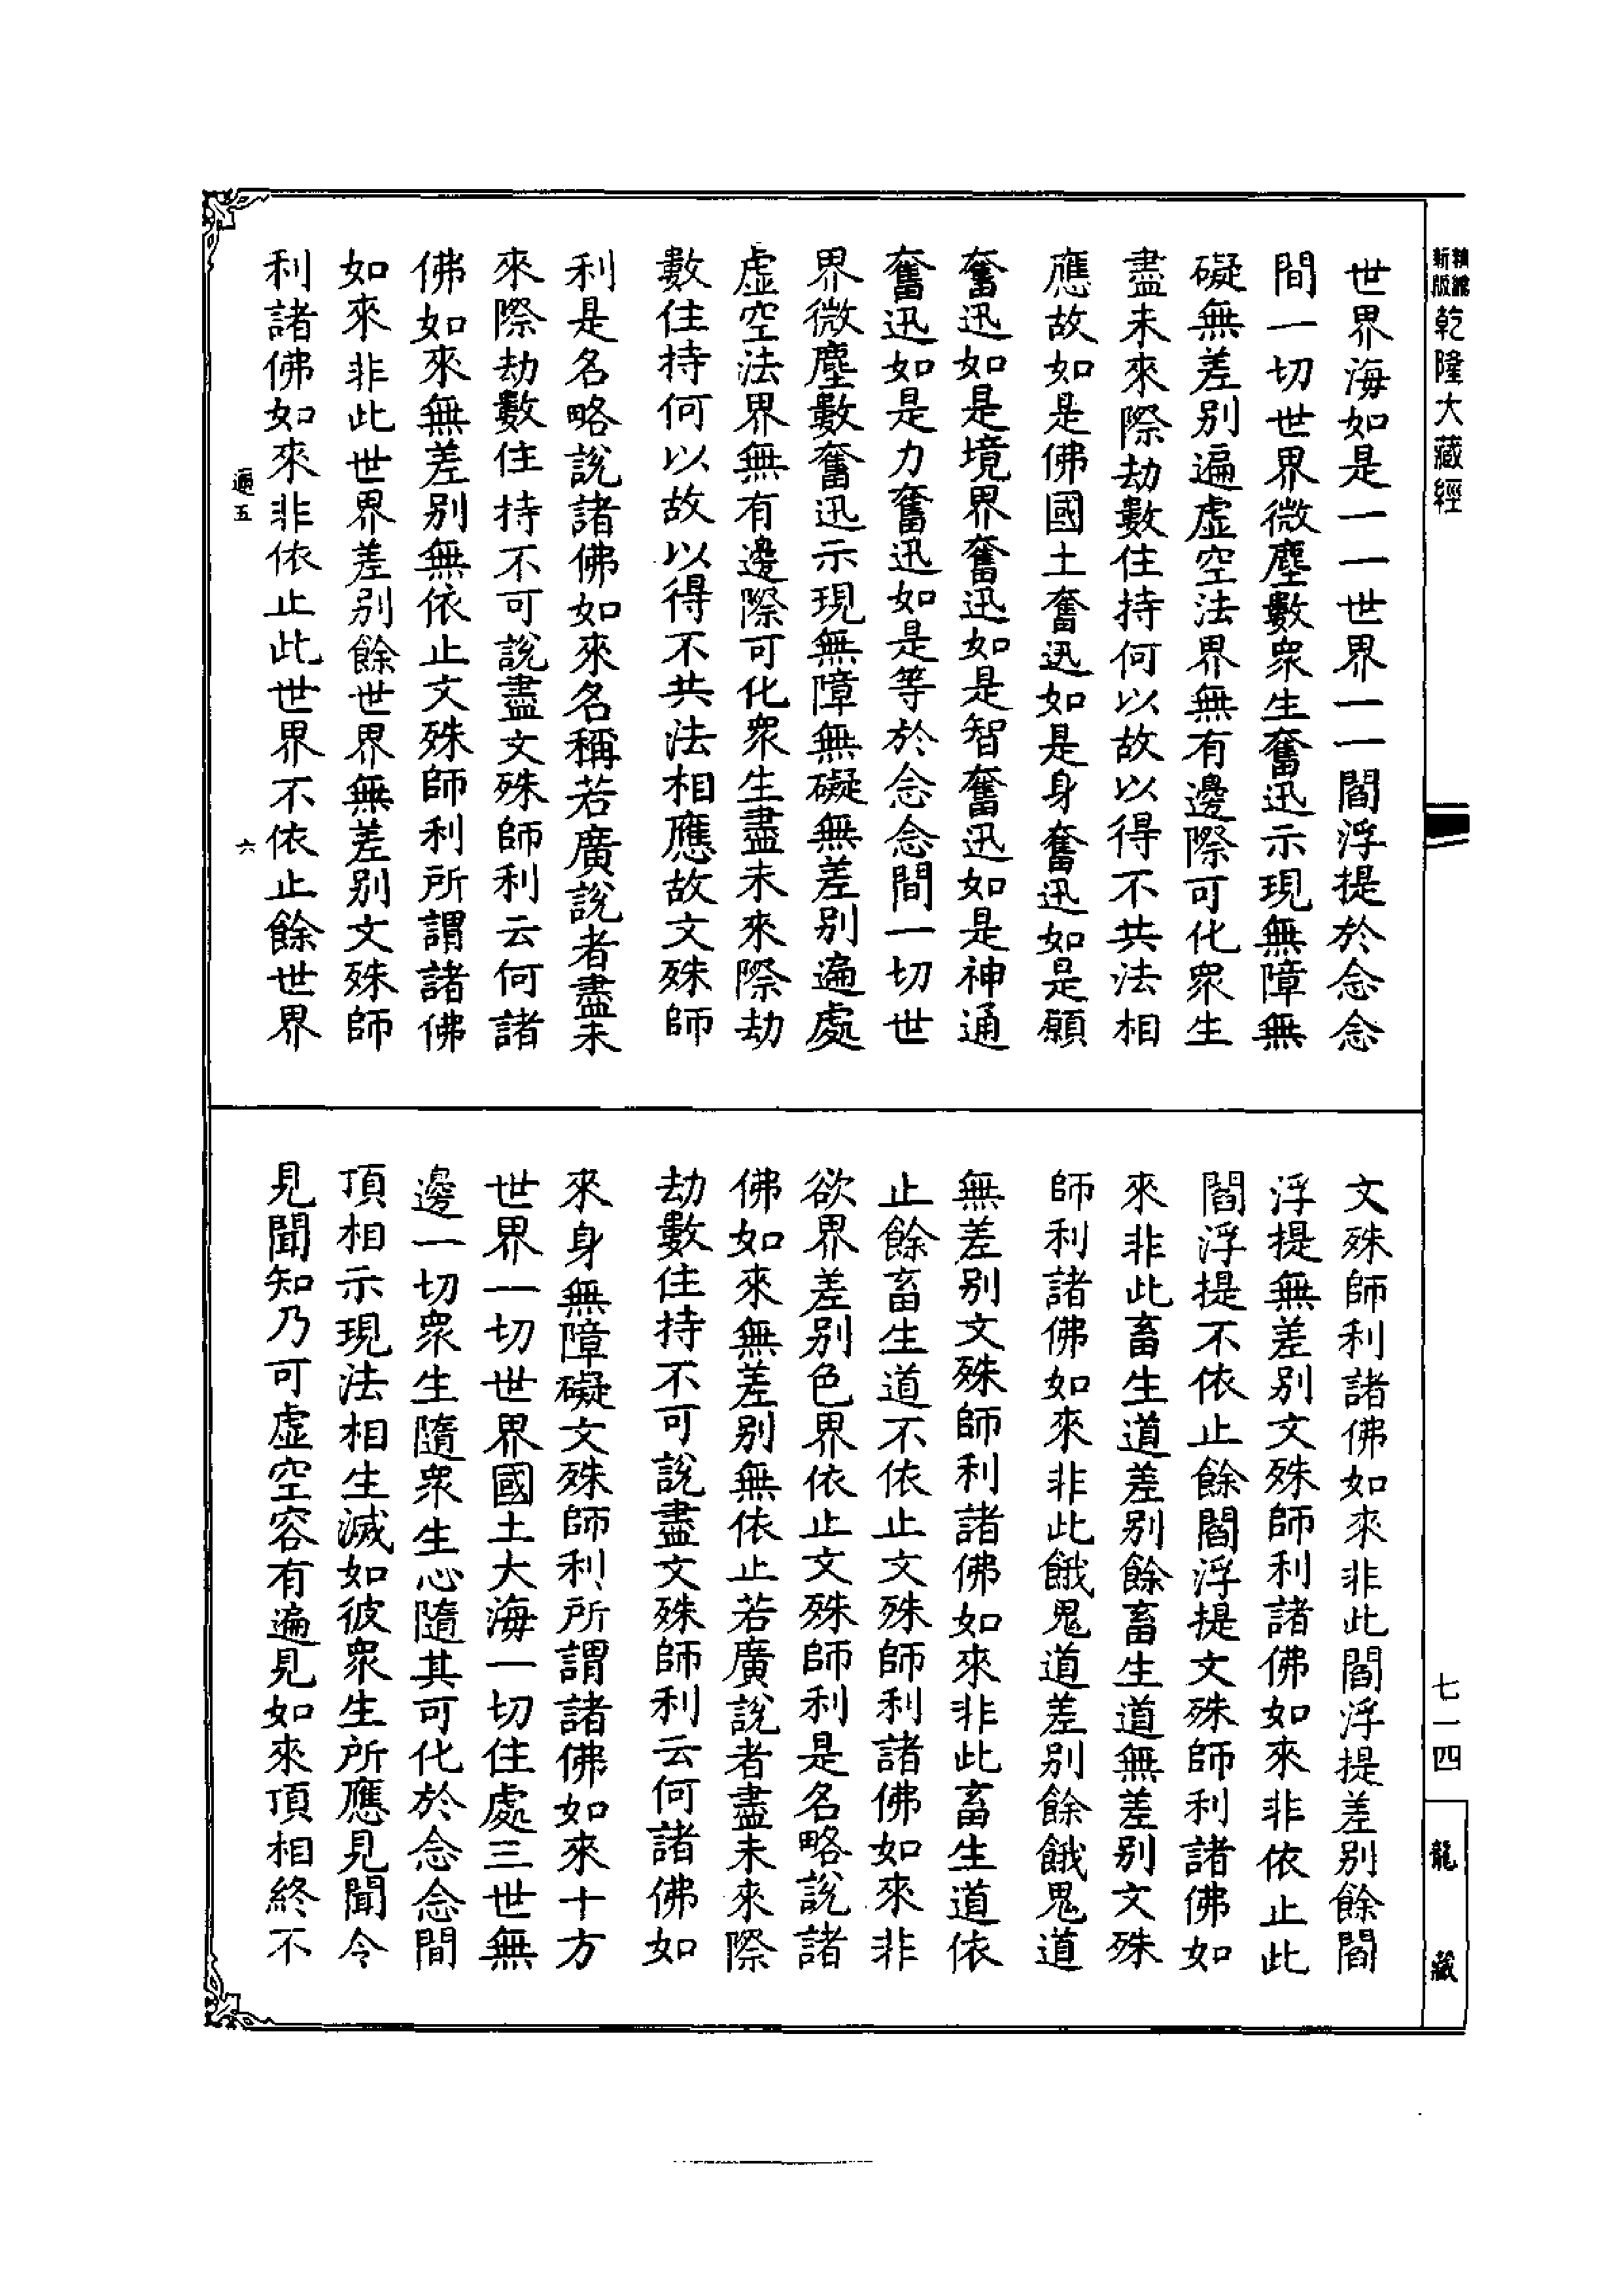 乾隆大藏經
世界海如是一一世界一一閻浮提於念念
間一切世界微塵數衆生奮迅示現無障無
礙無差别遍虛空法界無有邊際可化衆生
盡未來際劫數住持何以故以得不共法相
應故如是佛國土奮迅如是身奮迅如是願
奮迅如是境界奮迅如是智奮迅如是神通
奮迅如是力奮迅如是等於念念間一切世
界微塵數奮迅示現無障無礙無差别遍處
虛空法界無有邊際可化衆生盡未來際劫
數住持何以故以得不共法相應故文殊師
利是名略說諸佛如來名稱若廣說者盡未
來際劫數住持不可說盡文殊師利云何諸
佛如來無差别無依止文殊師利所謂諸佛
如來非此世界差别餘世界無差别文殊師
利諸佛如來非依止此世界不依止餘世界
五
六
文殊師利諸佛如來非此閻浮提差别餘閻
浮提無差别文殊師利諸佛如來非依止此
閻浮提不依止餘閻浮提文殊師利諸佛如
來非此畜生道差别餘畜生道無差别文殊
師利諸佛如來非此餓鬼道差别餘餓鬼道
無差别文殊師利諸佛如來非此畜生道依
止餘畜生道不依止文殊師利諸佛如來非
欲界差别色界依止文殊師利是名略說諸
佛如來無差别無依止若廣說者盡未來際
劫數住持不可說盡文殊師利云何諸佛如
來身無障礙文殊師利所謂諸佛如來十方
世界一切世界國土大海一切住處三世無
邊一切衆生隨衆生心隨其可化於念念間
頂相示現法相生滅如彼衆生所應見聞令
見聞知乃可虛空容有遍見如來頂相終不
七一四
龍藏